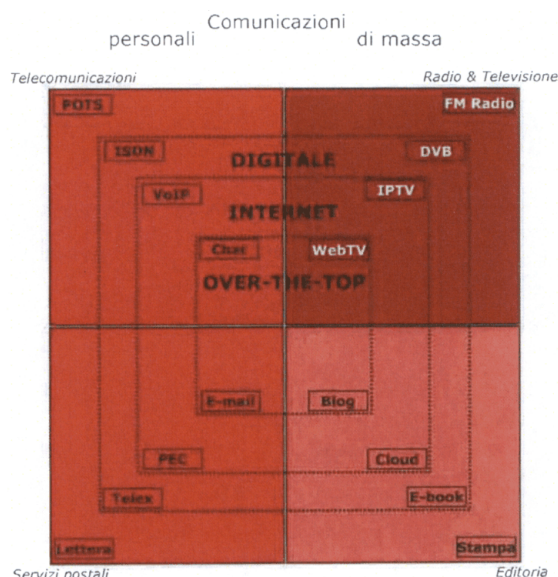 Comunicazioni
personali di massa
Telecomunicazioni Radio & Televisione
POTS FM Radio
ISDN DIGITALE DVB
VoIP IPTV
INTERNET
Chat WebTV
OVER-THE-TOP
E-mail Blog
PEC Cloud
Telex E-book
Lettera Stampa
Servizi postali Editoria